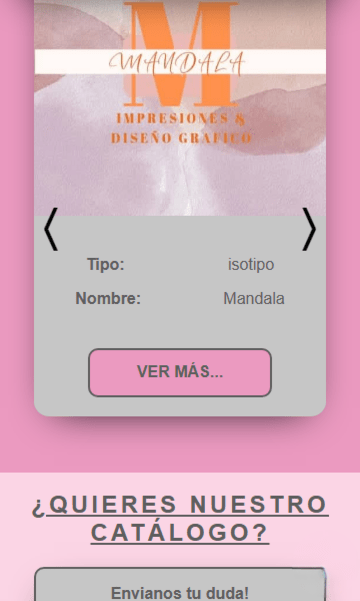 M
MANDALA
IMPRESIONES &
DISEÑO GRAFICO
Tipo: isotipo
Nombre: Mandala
VER MÁS...
¿QUIERES NUESTRO
CATÁLOGO?
Envianos tu duda!